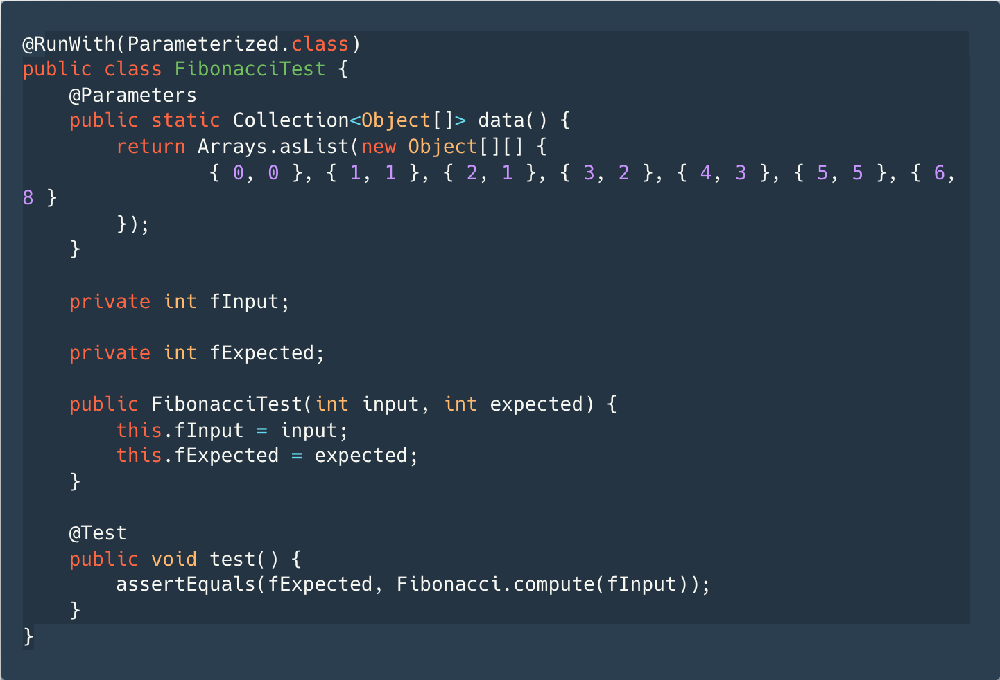 @RunWith(Parameterized.class)
public class FibonacciTest {
    @Parameters
    public static Collection<Object[]> data() {
        return Arrays.asList(new Object[][] {
                { 0, 0 }, { 1, 1 }, { 2, 1 }, { 3, 2 }, { 4, 3 }, { 5, 5 }, { 6,
8 }
        });
    }

    private int fInput;

    private int fExpected;

    public FibonacciTest(int input, int expected) {
        this.fInput = input;
        this.fExpected = expected;
    }

    @Test
    public void test() {
        assertEquals(fExpected, Fibonacci.compute(fInput));
    }
}